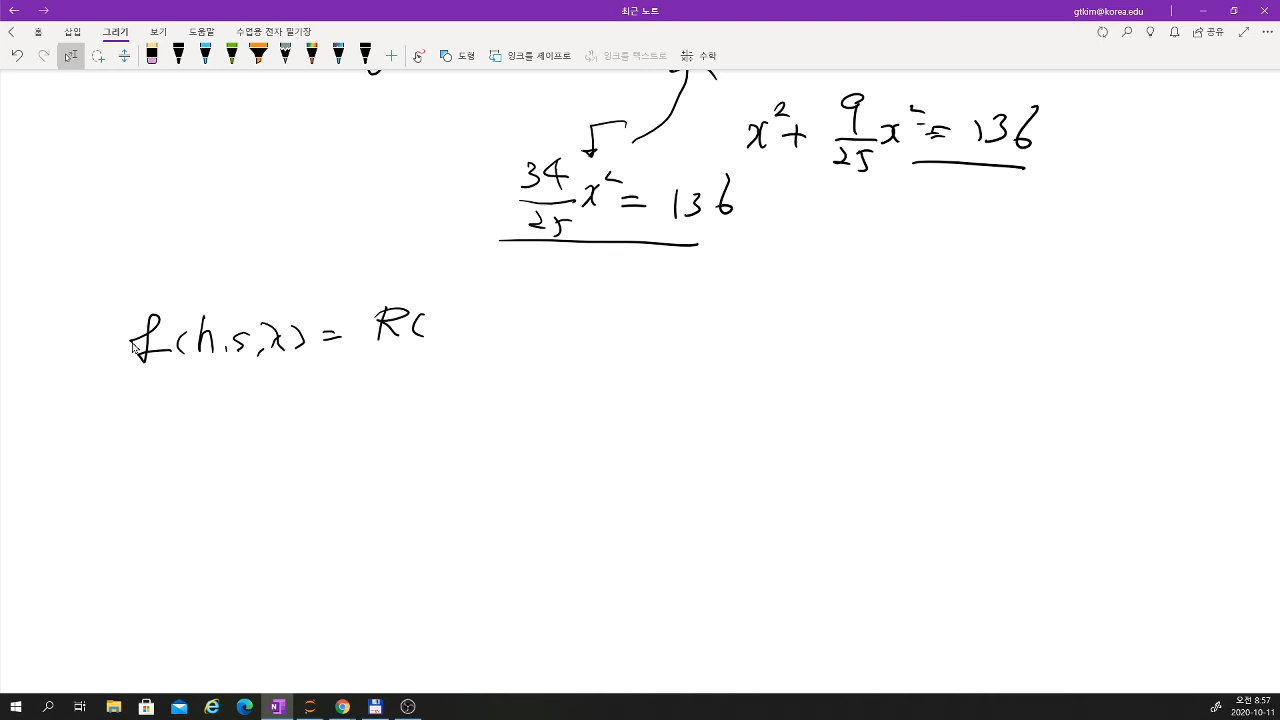 최근 노트
gtkim@korea.edu
홈 삽입 그리기 보기 도움말 수업용 전자 필기장
공유
도형 잉크를 셰이프로 잉크를 텍스트로 수학
x² + 9/25 x² = 136
34/25 x² = 136
ℒ(h,s,λ) = R(
오전 8:57
2020-10-11